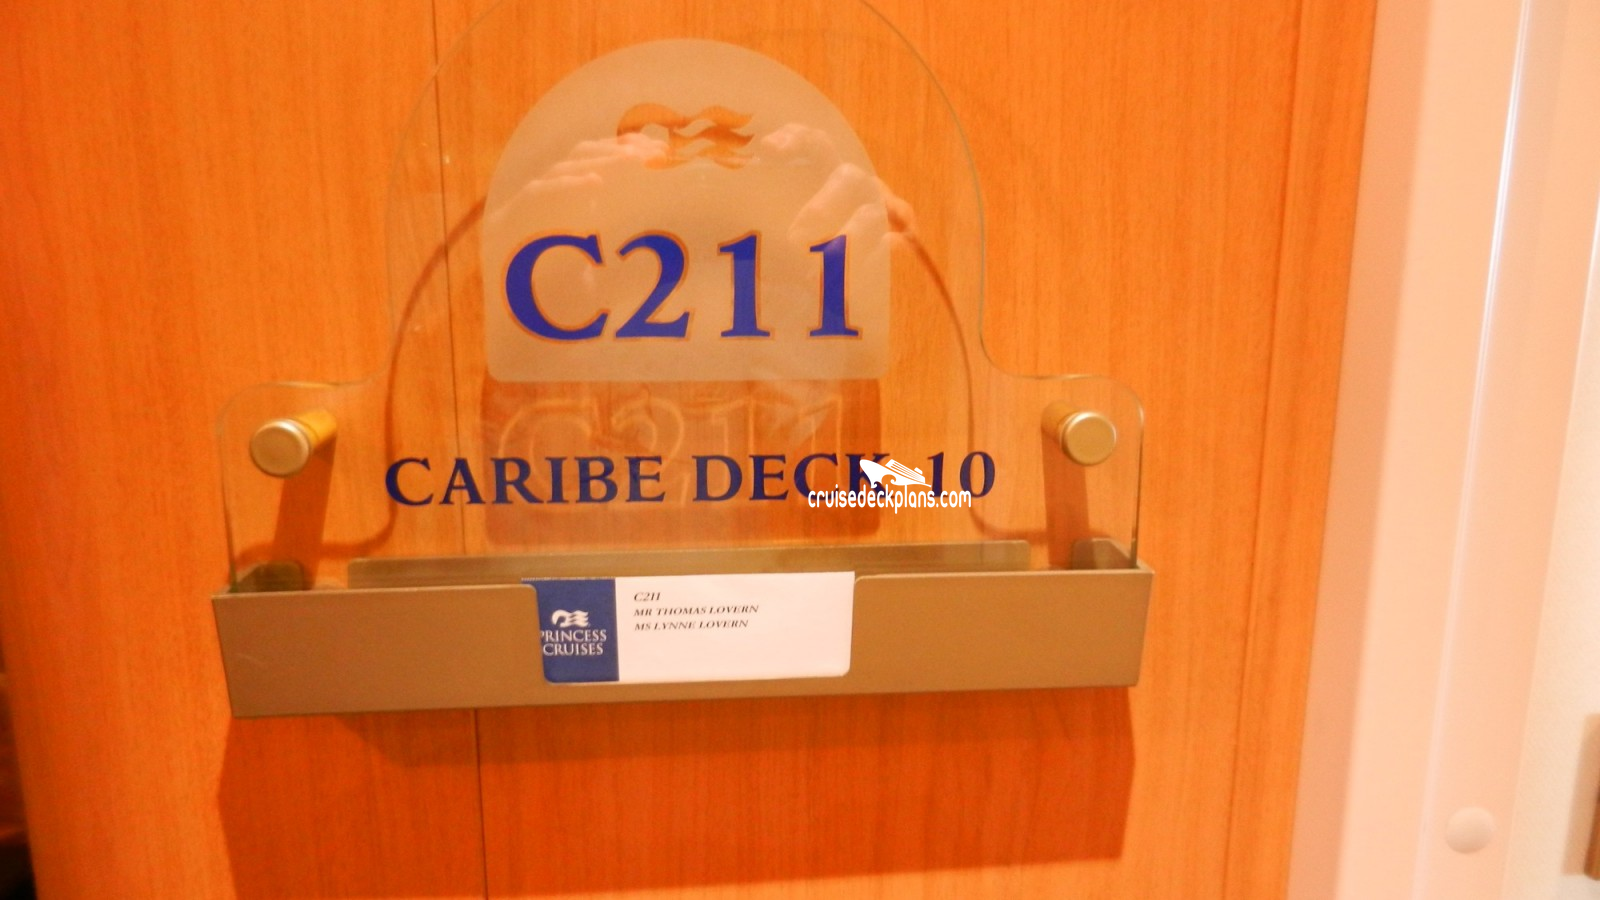 C211
CARIBE DECK 10
cruisedeckplans.com
C211
MR THOMAS LOVERN
MS LYNNE LOVERN
PRINCESS
CRUISES